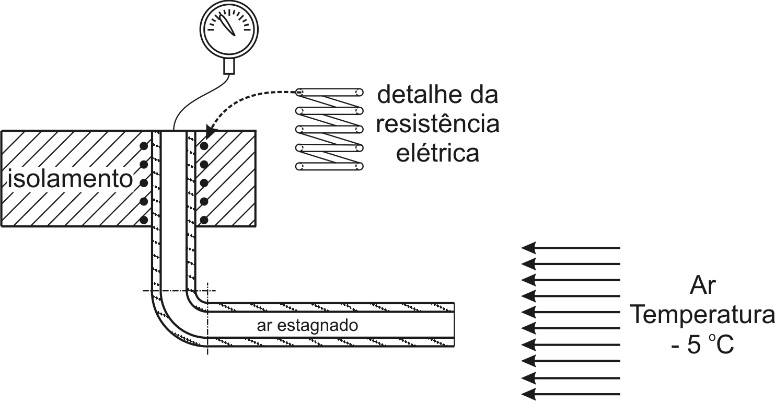 detalhe da
resistência
elétrica
isolamento
ar estagnado
Ar
Temperatura
- 5 °C